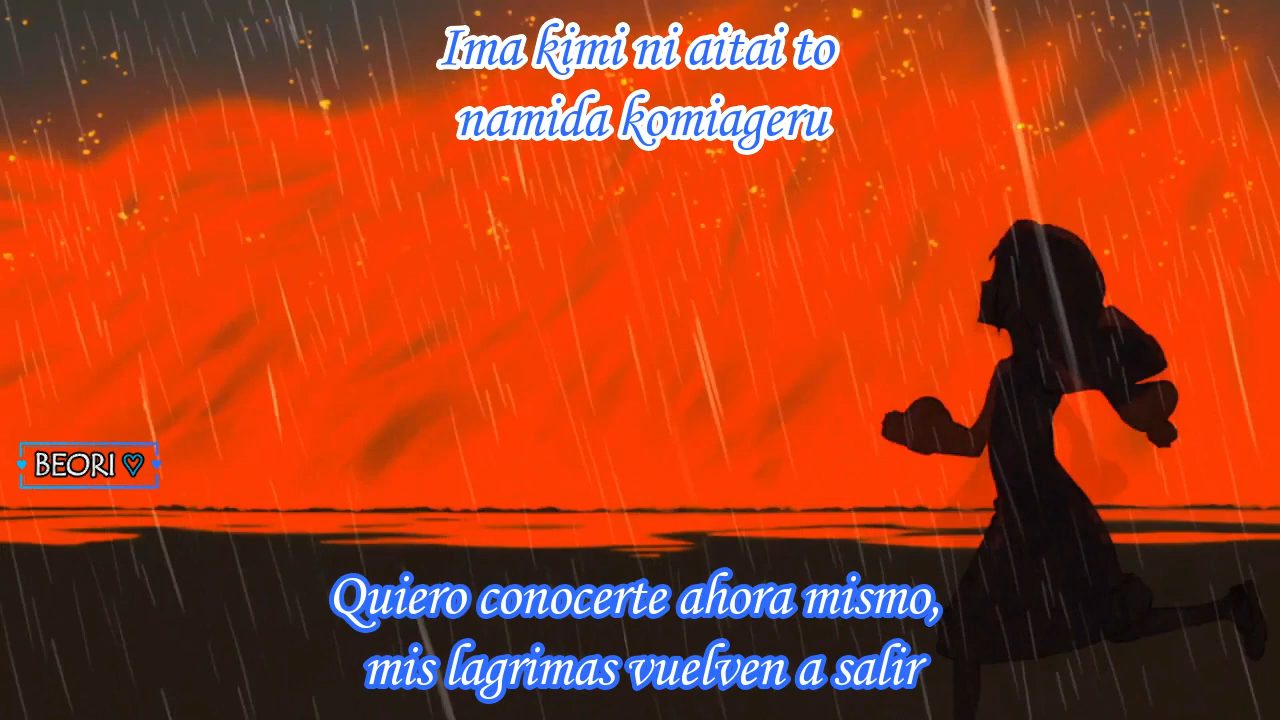 Ima kimi ni aitai to
namida komiageru
BEORI ♡
Quiero conocerte ahora mismo,
mis lagrimas vuelven a salir